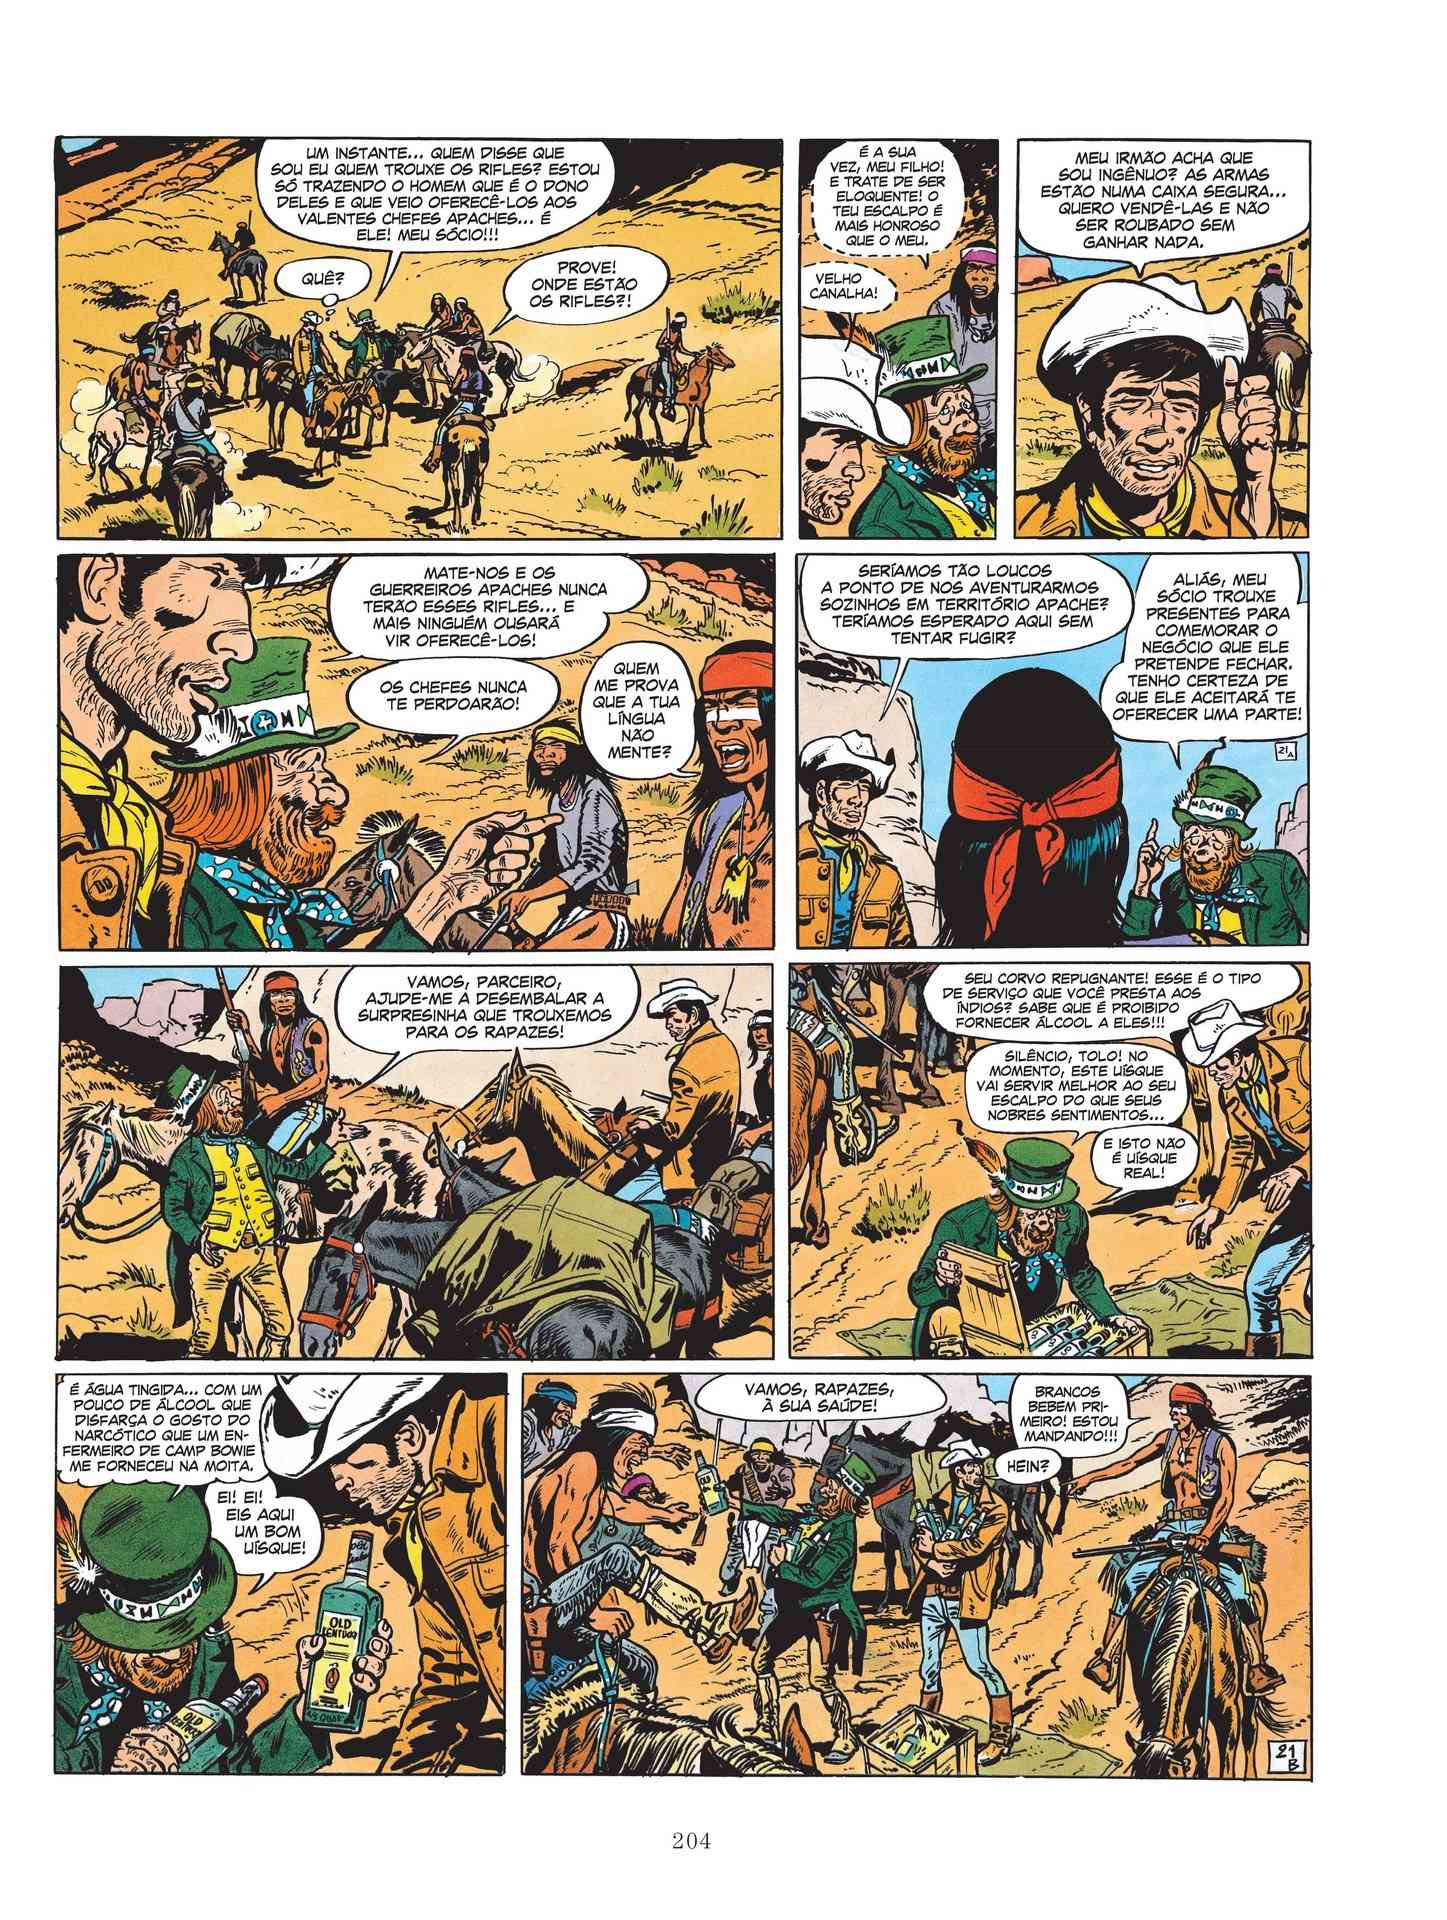 UM INSTANTE... QUEM DISSE QUE
SOU EU QUEM TROUXE OS RIFLES? ESTOU
SÓ TRAZENDO O HOMEM QUE É O DONO
DELES E QUE VEIO OFERECÊ-LOS AOS
VALENTES CHEFES APACHES... É
ELE! MEU SÓCIO!!!
QUÊ?
PROVE!
ONDE ESTÃO
OS RIFLES?!
É A SUA
VEZ, MEU FILHO!
E TRATE DE SER
ELOQUENTE! O
TEU ESCALPO É
MAIS HONROSO
QUE O MEU.
VELHO
CANALHA!
MEU IRMÃO ACHA QUE
SOU INGÊNUO? AS ARMAS
ESTÃO NUMA CAIXA SEGURA...
QUERO VENDÊ-LAS E NÃO
SER ROUBADO SEM
GANHAR NADA.
MATE-NOS E OS
GUERREIROS APACHES NUNCA
TERÃO ESSES RIFLES... E
MAIS NINGUÉM OUSARÁ
VIR OFERECÊ-LOS!
OS CHEFES NUNCA
TE PERDOARÃO!
QUEM
ME PROVA
QUE A TUA
LÍNGUA
NÃO
MENTE?
SERÍAMOS TÃO LOUCOS
A PONTO DE NOS AVENTURARMOS
SOZINHOS EM TERRITÓRIO APACHE?
TERÍAMOS ESPERADO AQUI SEM
TENTAR FUGIR?
ALIÁS, MEU
SÓCIO TROUXE
PRESENTES PARA
COMEMORAR O
NEGÓCIO QUE ELE
PRETENDE FECHAR.
TENHO CERTEZA DE
QUE ELE ACEITARÁ TE
OFERECER UMA PARTE!
21
A
VAMOS, PARCEIRO,
AJUDE-ME A DESEMBALAR A
SURPRESINHA QUE TROUXEMOS
PARA OS RAPAZES!
SEU CORVO REPUGNANTE! ESSE É O TIPO
DE SERVIÇO QUE VOCÊ PRESTA AOS
ÍNDIOS? SABE QUE É PROIBIDO
FORNECER ÁLCOOL A ELES!!!
SILÊNCIO, TOLO! NO
MOMENTO, ESTE UÍSQUE
VAI SERVIR MELHOR AO SEU
ESCALPO DO QUE SEUS
NOBRES SENTIMENTOS...
E ISTO NÃO
É UÍSQUE
REAL!
É ÁGUA TINGIDA... COM UM
POUCO DE ÁLCOOL QUE
DISFARÇA O GOSTO DO
NARCÓTICO QUE UM EN-
FERMEIRO DE CAMP BOWIE
ME FORNECEU NA MOITA.
EI! EI!
EIS AQUI
UM BOM
UÍSQUE!
OLD
KENTUCKY
OLD
KENTUCKY
VAMOS, RAPAZES,
À SUA SAÚDE!
BRANCOS
BEBEM PRI-
MEIRO! ESTOU
MANDANDO!!!
HEIN?
21
B
204